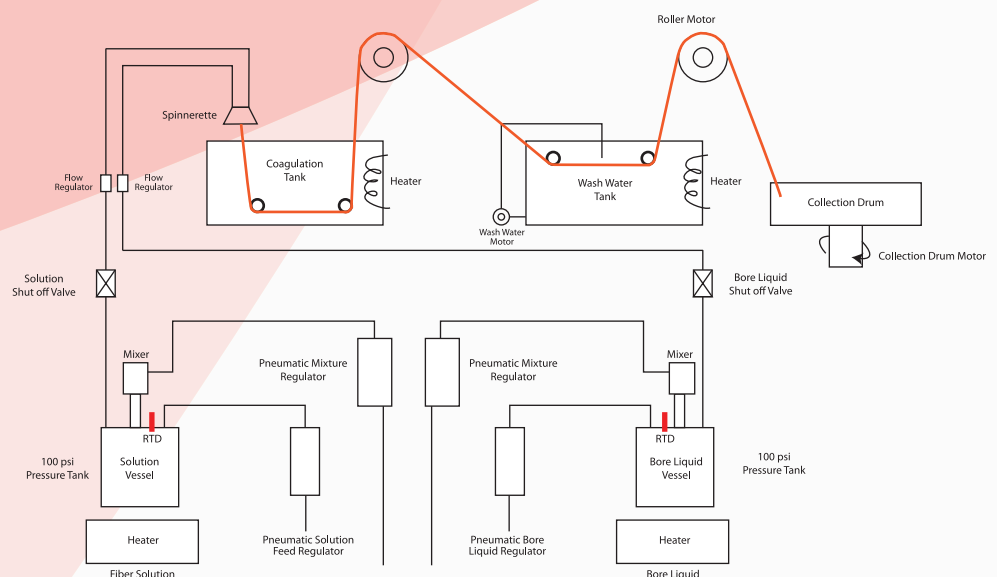 Roller Motor
Spinnerette
Coagulation
Tank
Heater
Flow
Regulator
Flow
Regulator
Wash Water
Tank
Heater
Wash Water
Motor
Collection Drum
Collection Drum Motor
Solution
Shut off Valve
Bore Liquid
Shut off Valve
Mixer
Pneumatic Mixture
Regulator
Pneumatic Mixture
Regulator
Mixer
RTD
RTD
100 psi
Pressure Tank
Solution
Vessel
Bore Liquid
Vessel
100 psi
Pressure Tank
Heater
Pneumatic Solution
Feed Regulator
Pneumatic Bore
Liquid Regulator
Heater
Fiber Solution
Bore Liquid